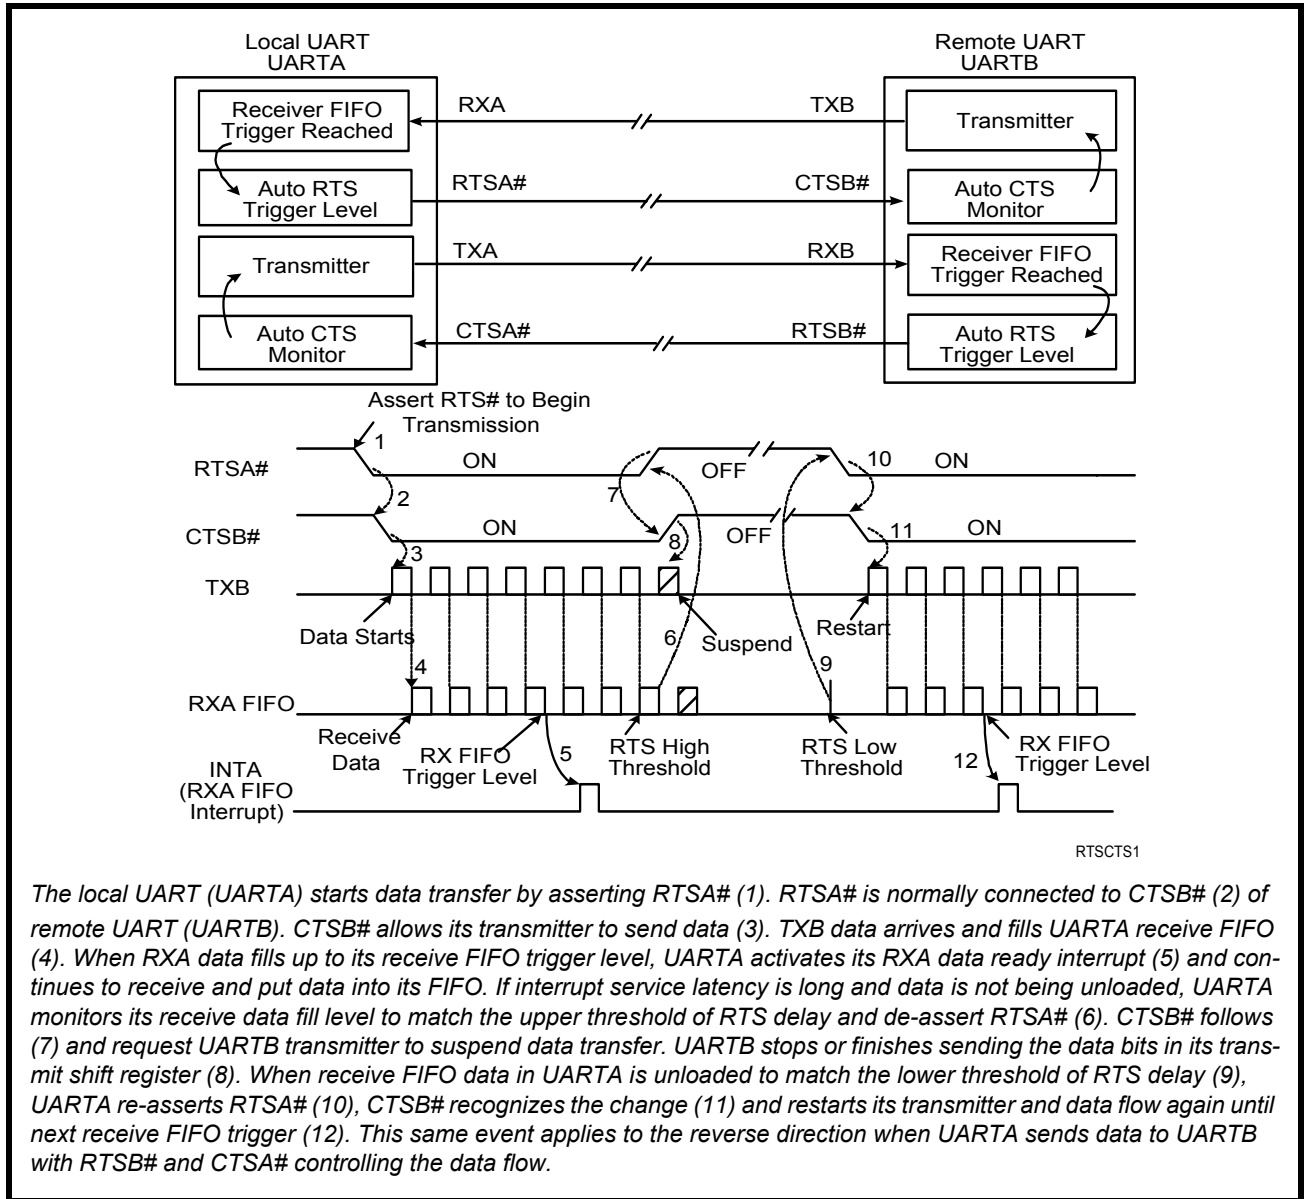 Local UART
UARTA
Remote UART
UARTB
Receiver FIFO
Trigger Reached
RXA
TXB
Transmitter
Auto RTS
Trigger Level
RTSA#
CTSB#
Auto CTS
Monitor
Transmitter
TXA
RXB
Receiver FIFO
Trigger Reached
Auto CTS
Monitor
CTSA#
RTSB#
Auto RTS
Trigger Level
Assert RTS# to Begin
Transmission
1
RTSA#
ON
OFF
10
ON
2
7
CTSB#
ON
8
OFF
11
ON
3
TXB
Data Starts
6
Suspend
Restart
4
9
RXA FIFO
Receive
Data
RX FIFO
Trigger Level
5
RTS High
Threshold
RTS Low
Threshold
12
RX FIFO
Trigger Level
INTA
(RXA FIFO
Interrupt)
RTSCTS1
The local UART (UARTA) starts data transfer by asserting RTSA# (1). RTSA# is normally connected to CTSB# (2) of
remote UART (UARTB). CTSB# allows its transmitter to send data (3). TXB data arrives and fills UARTA receive FIFO
(4). When RXA data fills up to its receive FIFO trigger level, UARTA activates its RXA data ready interrupt (5) and con-
tinues to receive and put data into its FIFO. If interrupt service latency is long and data is not being unloaded, UARTA
monitors its receive data fill level to match the upper threshold of RTS delay and de-assert RTSA# (6). CTSB# follows
(7) and request UARTB transmitter to suspend data transfer. UARTB stops or finishes sending the data bits in its trans-
mit shift register (8). When receive FIFO data in UARTA is unloaded to match the lower threshold of RTS delay (9),
UARTA re-asserts RTSA# (10), CTSB# recognizes the change (11) and restarts its transmitter and data flow again until
next receive FIFO trigger (12). This same event applies to the reverse direction when UARTA sends data to UARTB
with RTSB# and CTSA# controlling the data flow.